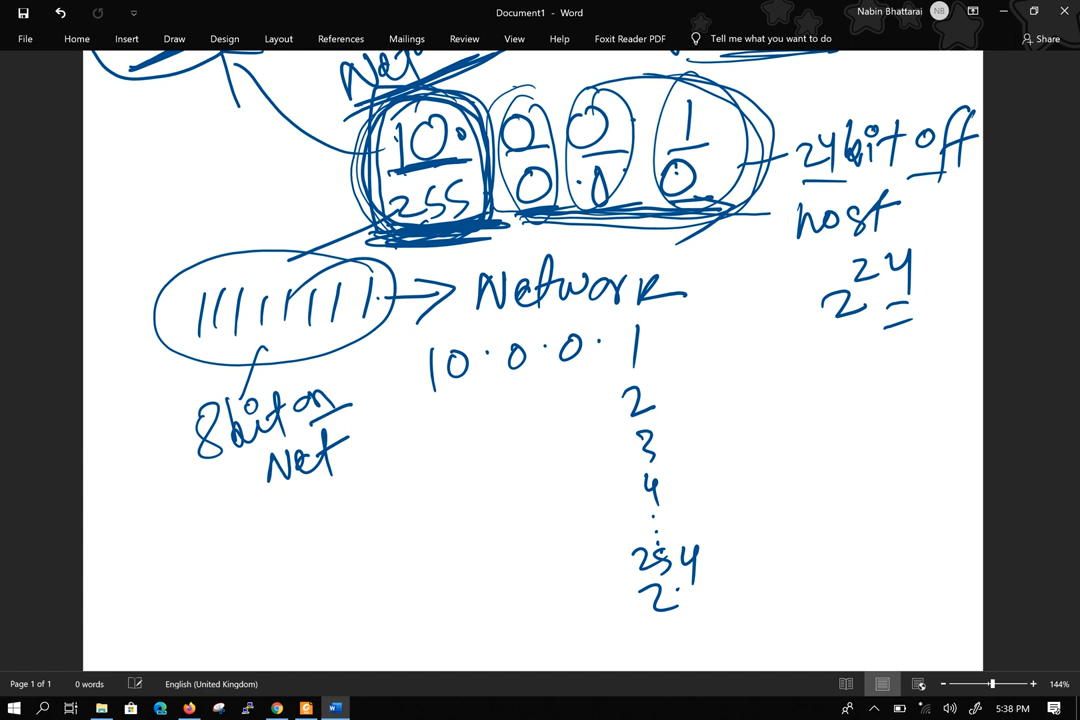 Document1 - Word
Nabin Bhattarai NB
File Home Insert Draw Design Layout References Mailings Review View Help Foxit Reader PDF Tell me what you want to do Share
10. 0 0 1
255 0 .0 0
24 bit off
host
2 24
Network
10.0.0.1
2
3
4
.
:
254
2.
8 bit on
Net
Page 1 of 1 0 words English (United Kingdom) 144%
5:38 PM